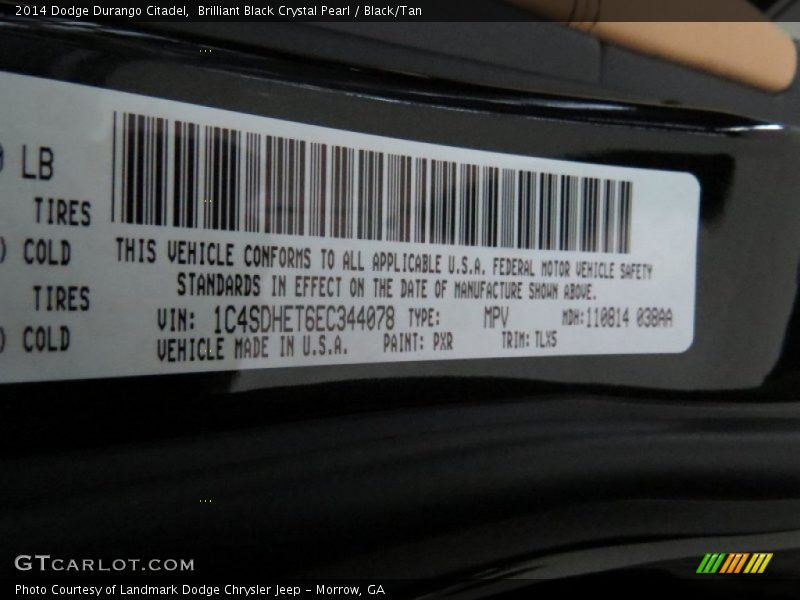 2014 Dodge Durango Citadel,  Brilliant Black Crystal Pearl / Black/Tan
LB
TIRES
) COLD
TIRES
) COLD
THIS VEHICLE CONFORMS TO ALL APPLICABLE U.S.A. FEDERAL MOTOR VEHICLE SAFETY
STANDARDS IN EFFECT ON THE DATE OF MANUFACTURE SHOWN ABOVE.
VIN: 1C4SDHET6EC344078 TYPE: MPV MDH:110814 038AA
VEHICLE MADE IN U.S.A. PAINT: PXR TRIM: TLX5
GTCARLOT.COM
Photo Courtesy of Landmark Dodge Chrysler Jeep - Morrow, GA